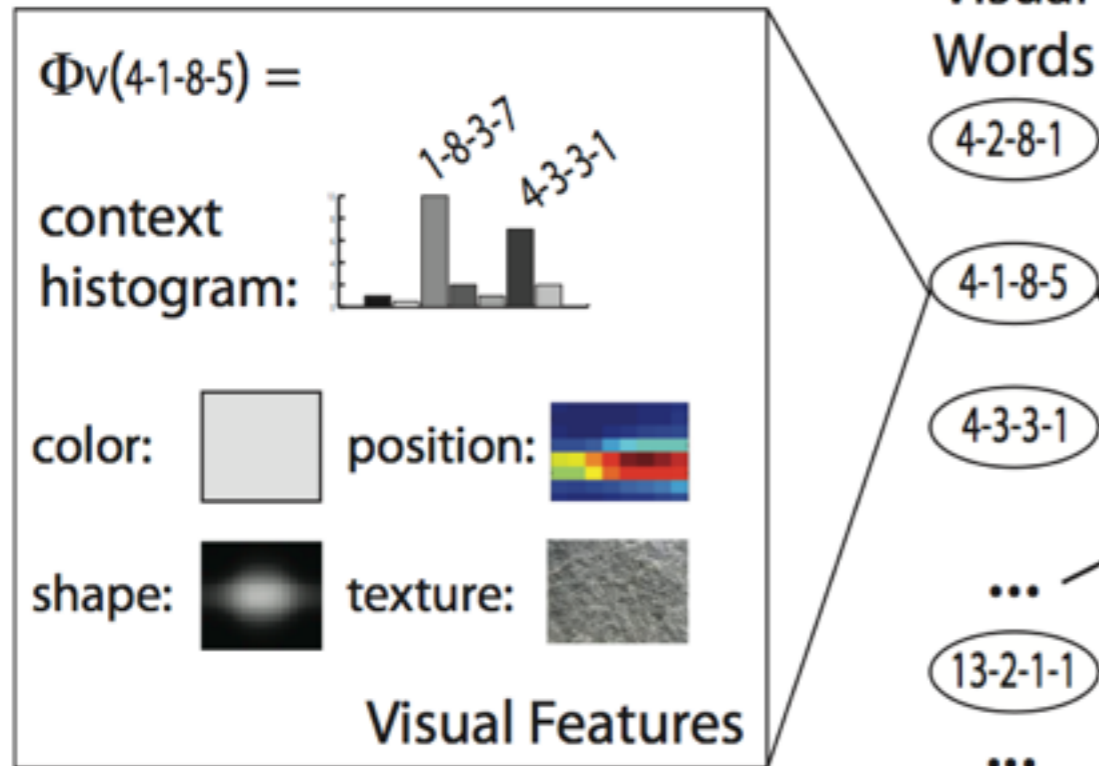 Φv(4-1-8-5) =
1-8-3-7
4-3-3-1
context
histogram:
color:
position:
shape:
texture:
Visual Features
Visual
Words
4-2-8-1
4-1-8-5
4-3-3-1
...
13-2-1-1
...